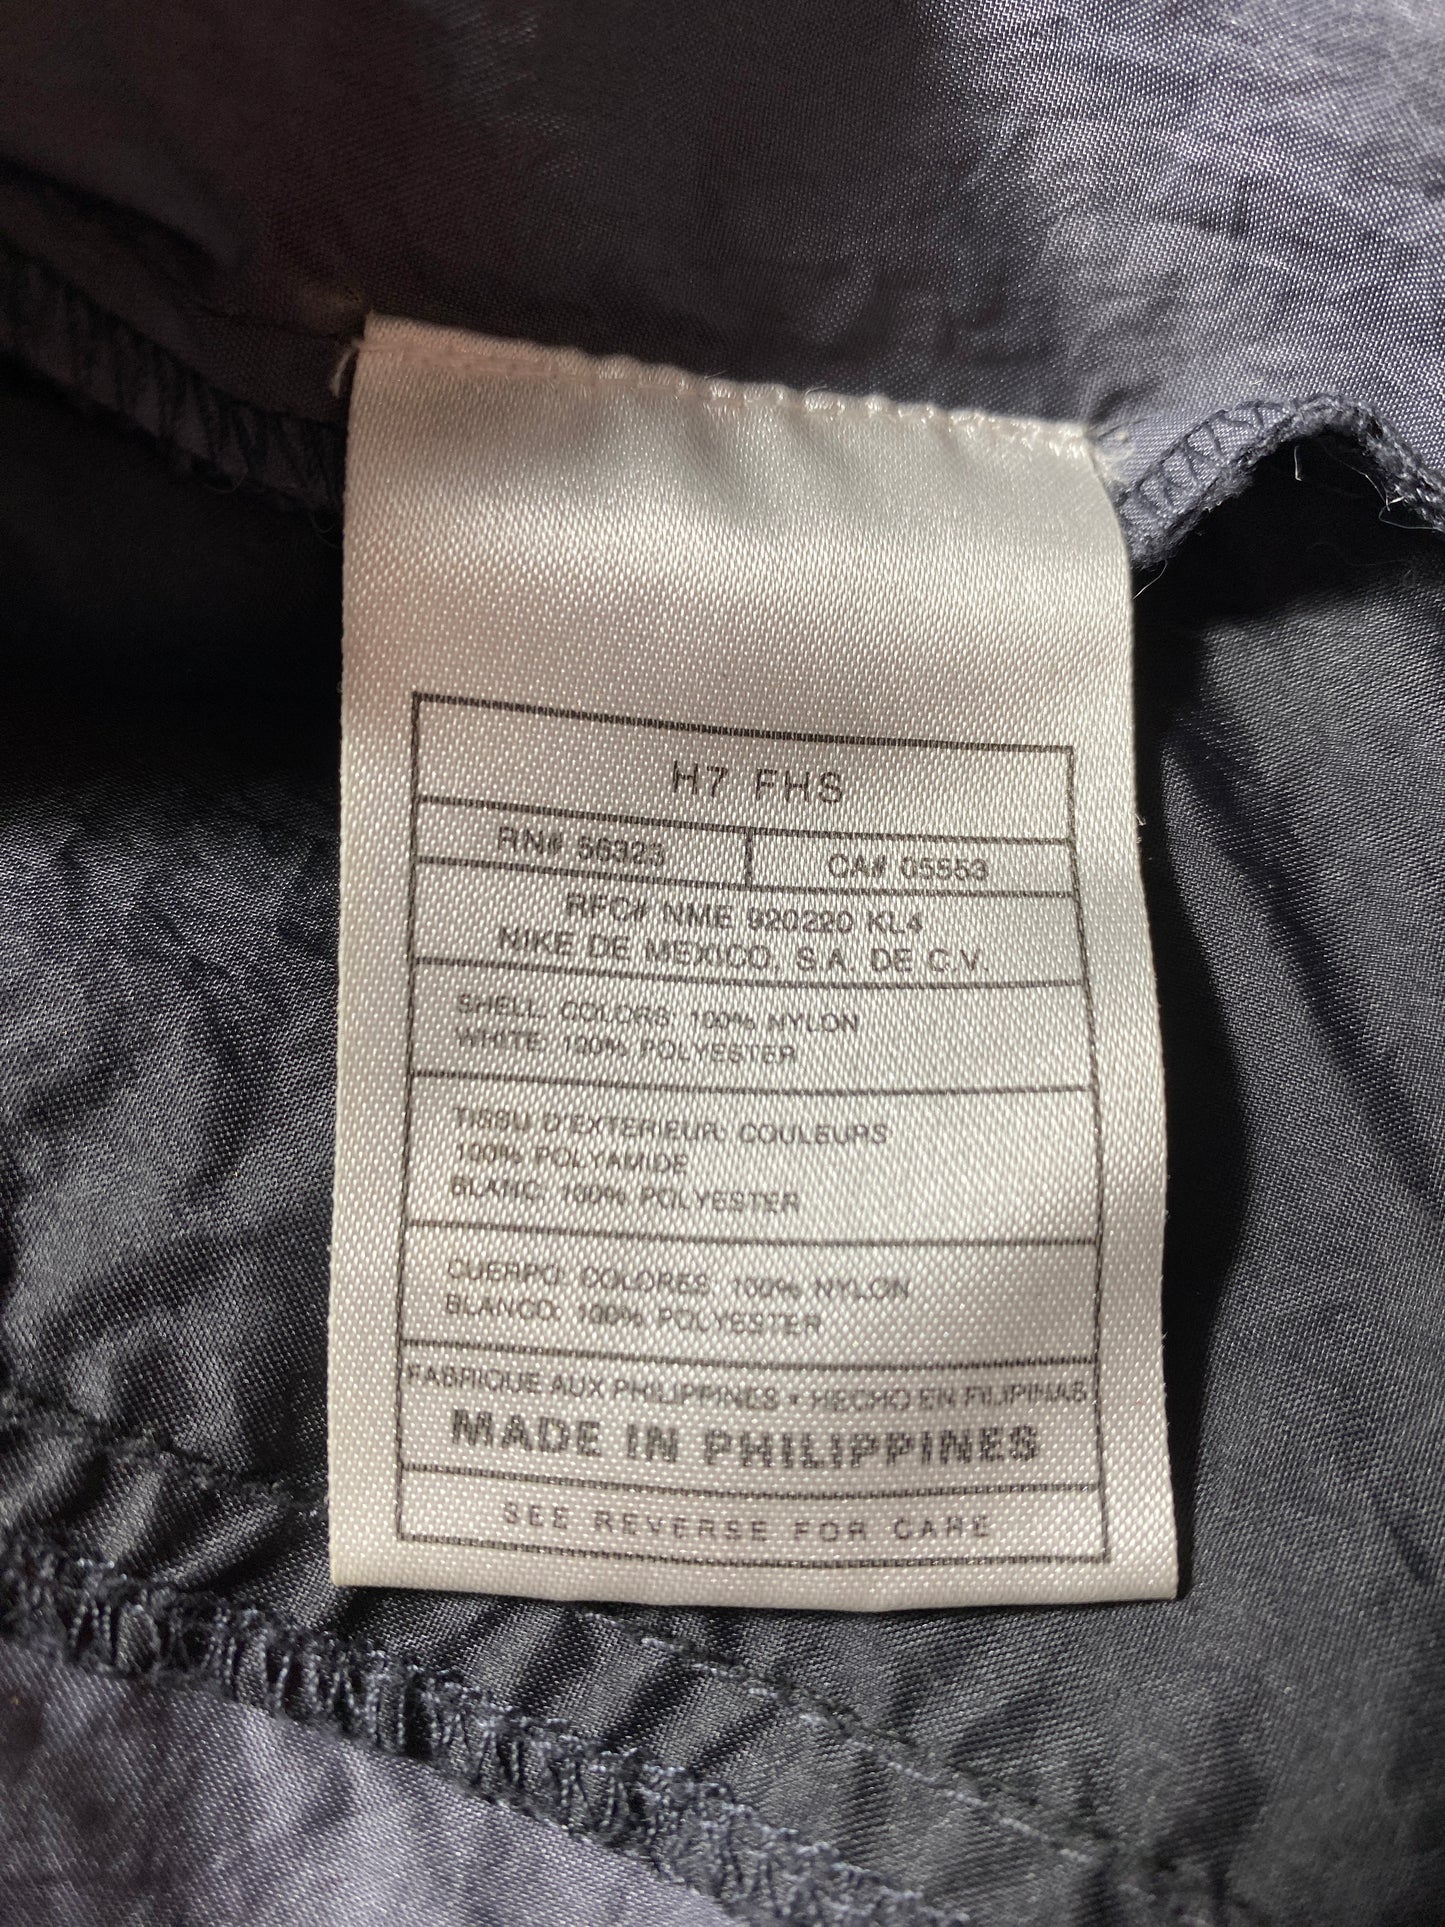 H7 FHS
RN# 56323
CA# 05553
RFC# NME 920220 KL4
NIKE DE MEXICO, S.A. DE C.V.
SHELL: COLORS: 100% NYLON
WHITE: 100% POLYESTER
TISSU D'EXTERIEUR: COULEURS
100% POLYAMIDE
BLANC: 100% POLYESTER
CUERPO: COLORES: 100% NYLON
BLANCO: 100% POLYESTER
FABRIQUE AUX PHILIPPINES • HECHO EN FILIPINAS
MADE IN PHILIPPINES
SEE REVERSE FOR CARE